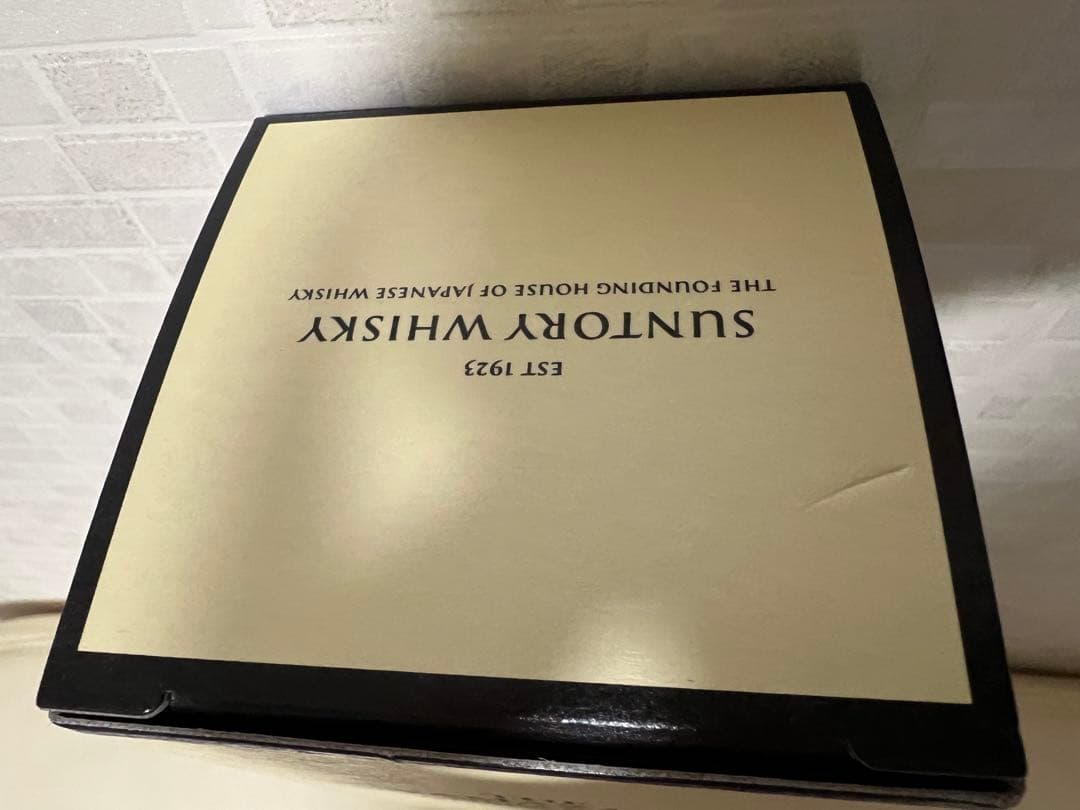 EST 1923
SUNTORY WHISKY
THE FOUNDING HOUSE OF JAPANESE WHISKY